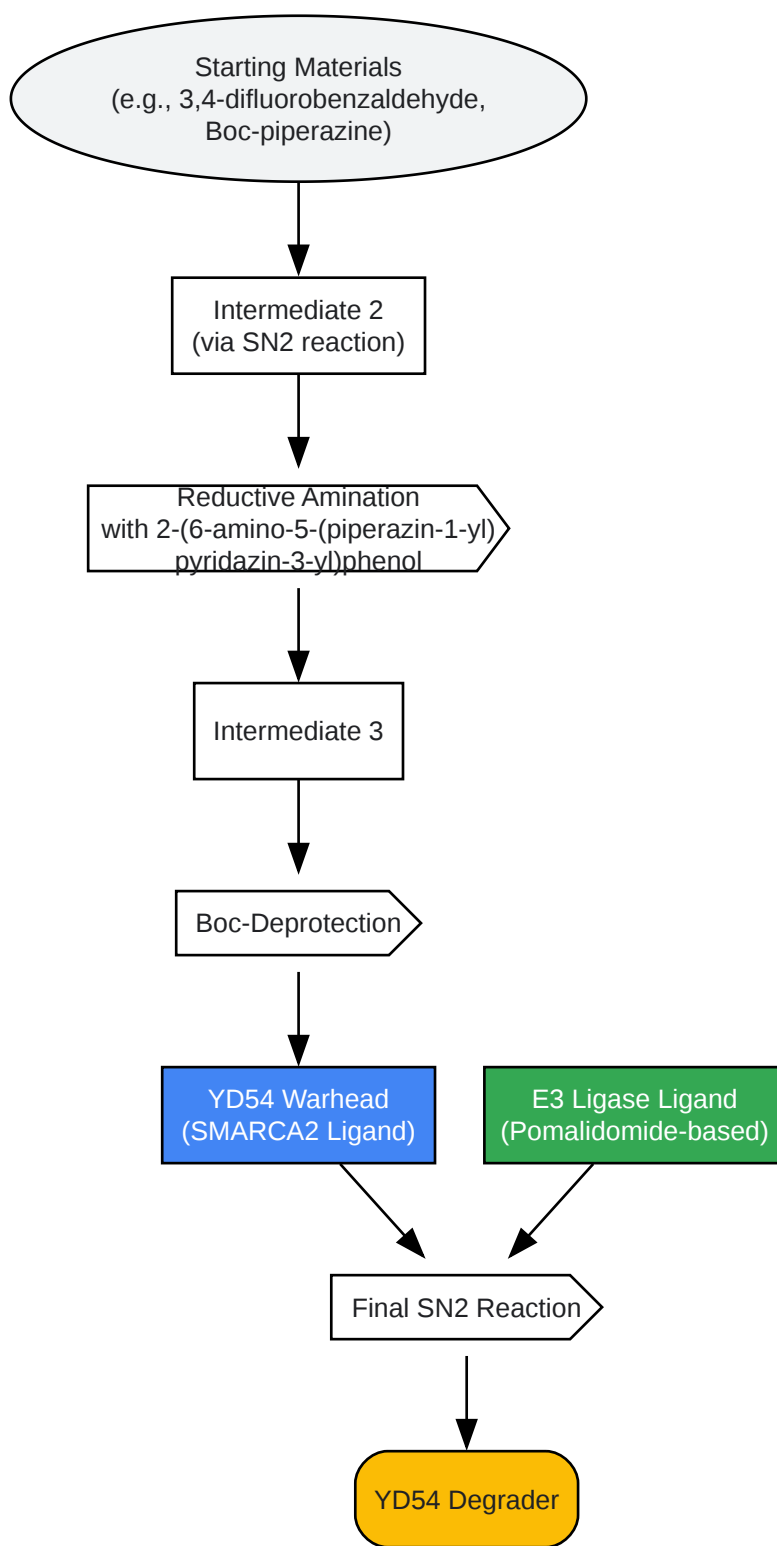 Starting Materials
(e.g., 3,4-difluorobenzaldehyde,
Boc-piperazine)
Intermediate 2
(via SN2 reaction)
Reductive Amination
with 2-(6-amino-5-(piperazin-1-yl)
pyridazin-3-yl)phenol
Intermediate 3
Boc-Deprotection
YD54 Warhead
(SMARCA2 Ligand)
E3 Ligase Ligand
(Pomalidomide-based)
Final SN2 Reaction
YD54 Degrader